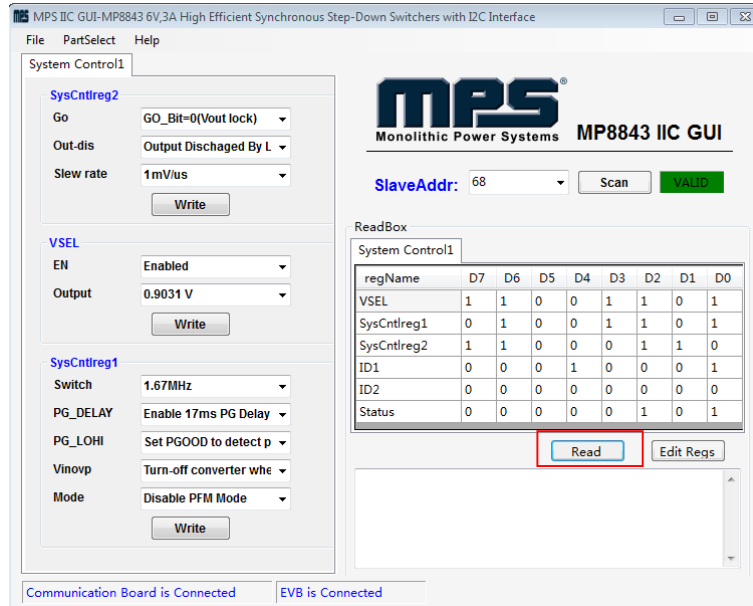 MPS IIC GUI-MP8843 6V,3A High Efficient Synchronous Step-Down Switchers with I2C Interface
File PartSelect Help
System Control1
SysCntlreg2
Go GO_Bit=0(Vout lock)
Out-dis Output Dischaged By L
Slew rate 1mV/us
Write
VSEL
EN Enabled
Output 0.9031 V
Write
SysCntlreg1
Switch 1.67MHz
PG_DELAY Enable 17ms PG Delay
PG_LOHI Set PGOOD to detect p
Vinovp Turn-off converter whe
Mode Disable PFM Mode
Write
mps®
Monolithic Power Systems MP8843 IIC GUI
SlaveAddr: 68 Scan VALID
ReadBox
System Control1
regName D7 D6 D5 D4 D3 D2 D1 D0
VSEL 1 1 0 0 1 1 0 1
SysCntlreg1 0 1 0 0 1 1 0 1
SysCntlreg2 1 1 0 0 0 1 1 0
ID1 0 0 0 1 0 0 0 1
ID2 0 0 0 0 0 0 0 0
Status 0 0 0 0 0 1 0 1
Read Edit Regs
Communication Board is Connected EVB is Connected